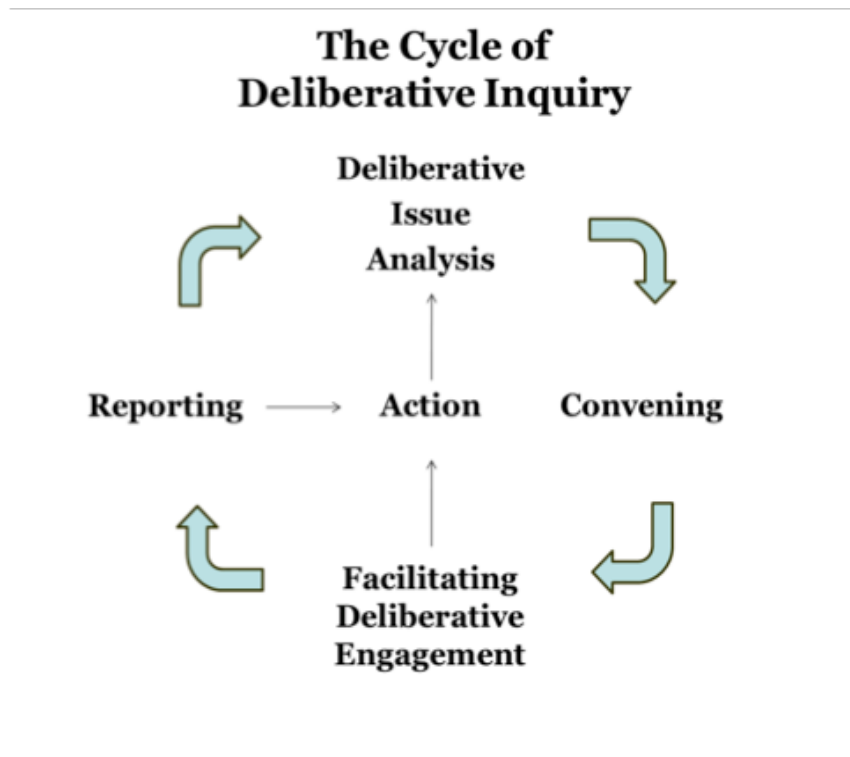 The Cycle of
Deliberative Inquiry
Deliberative
Issue
Analysis
Reporting
Action
Convening
Facilitating
Deliberative
Engagement